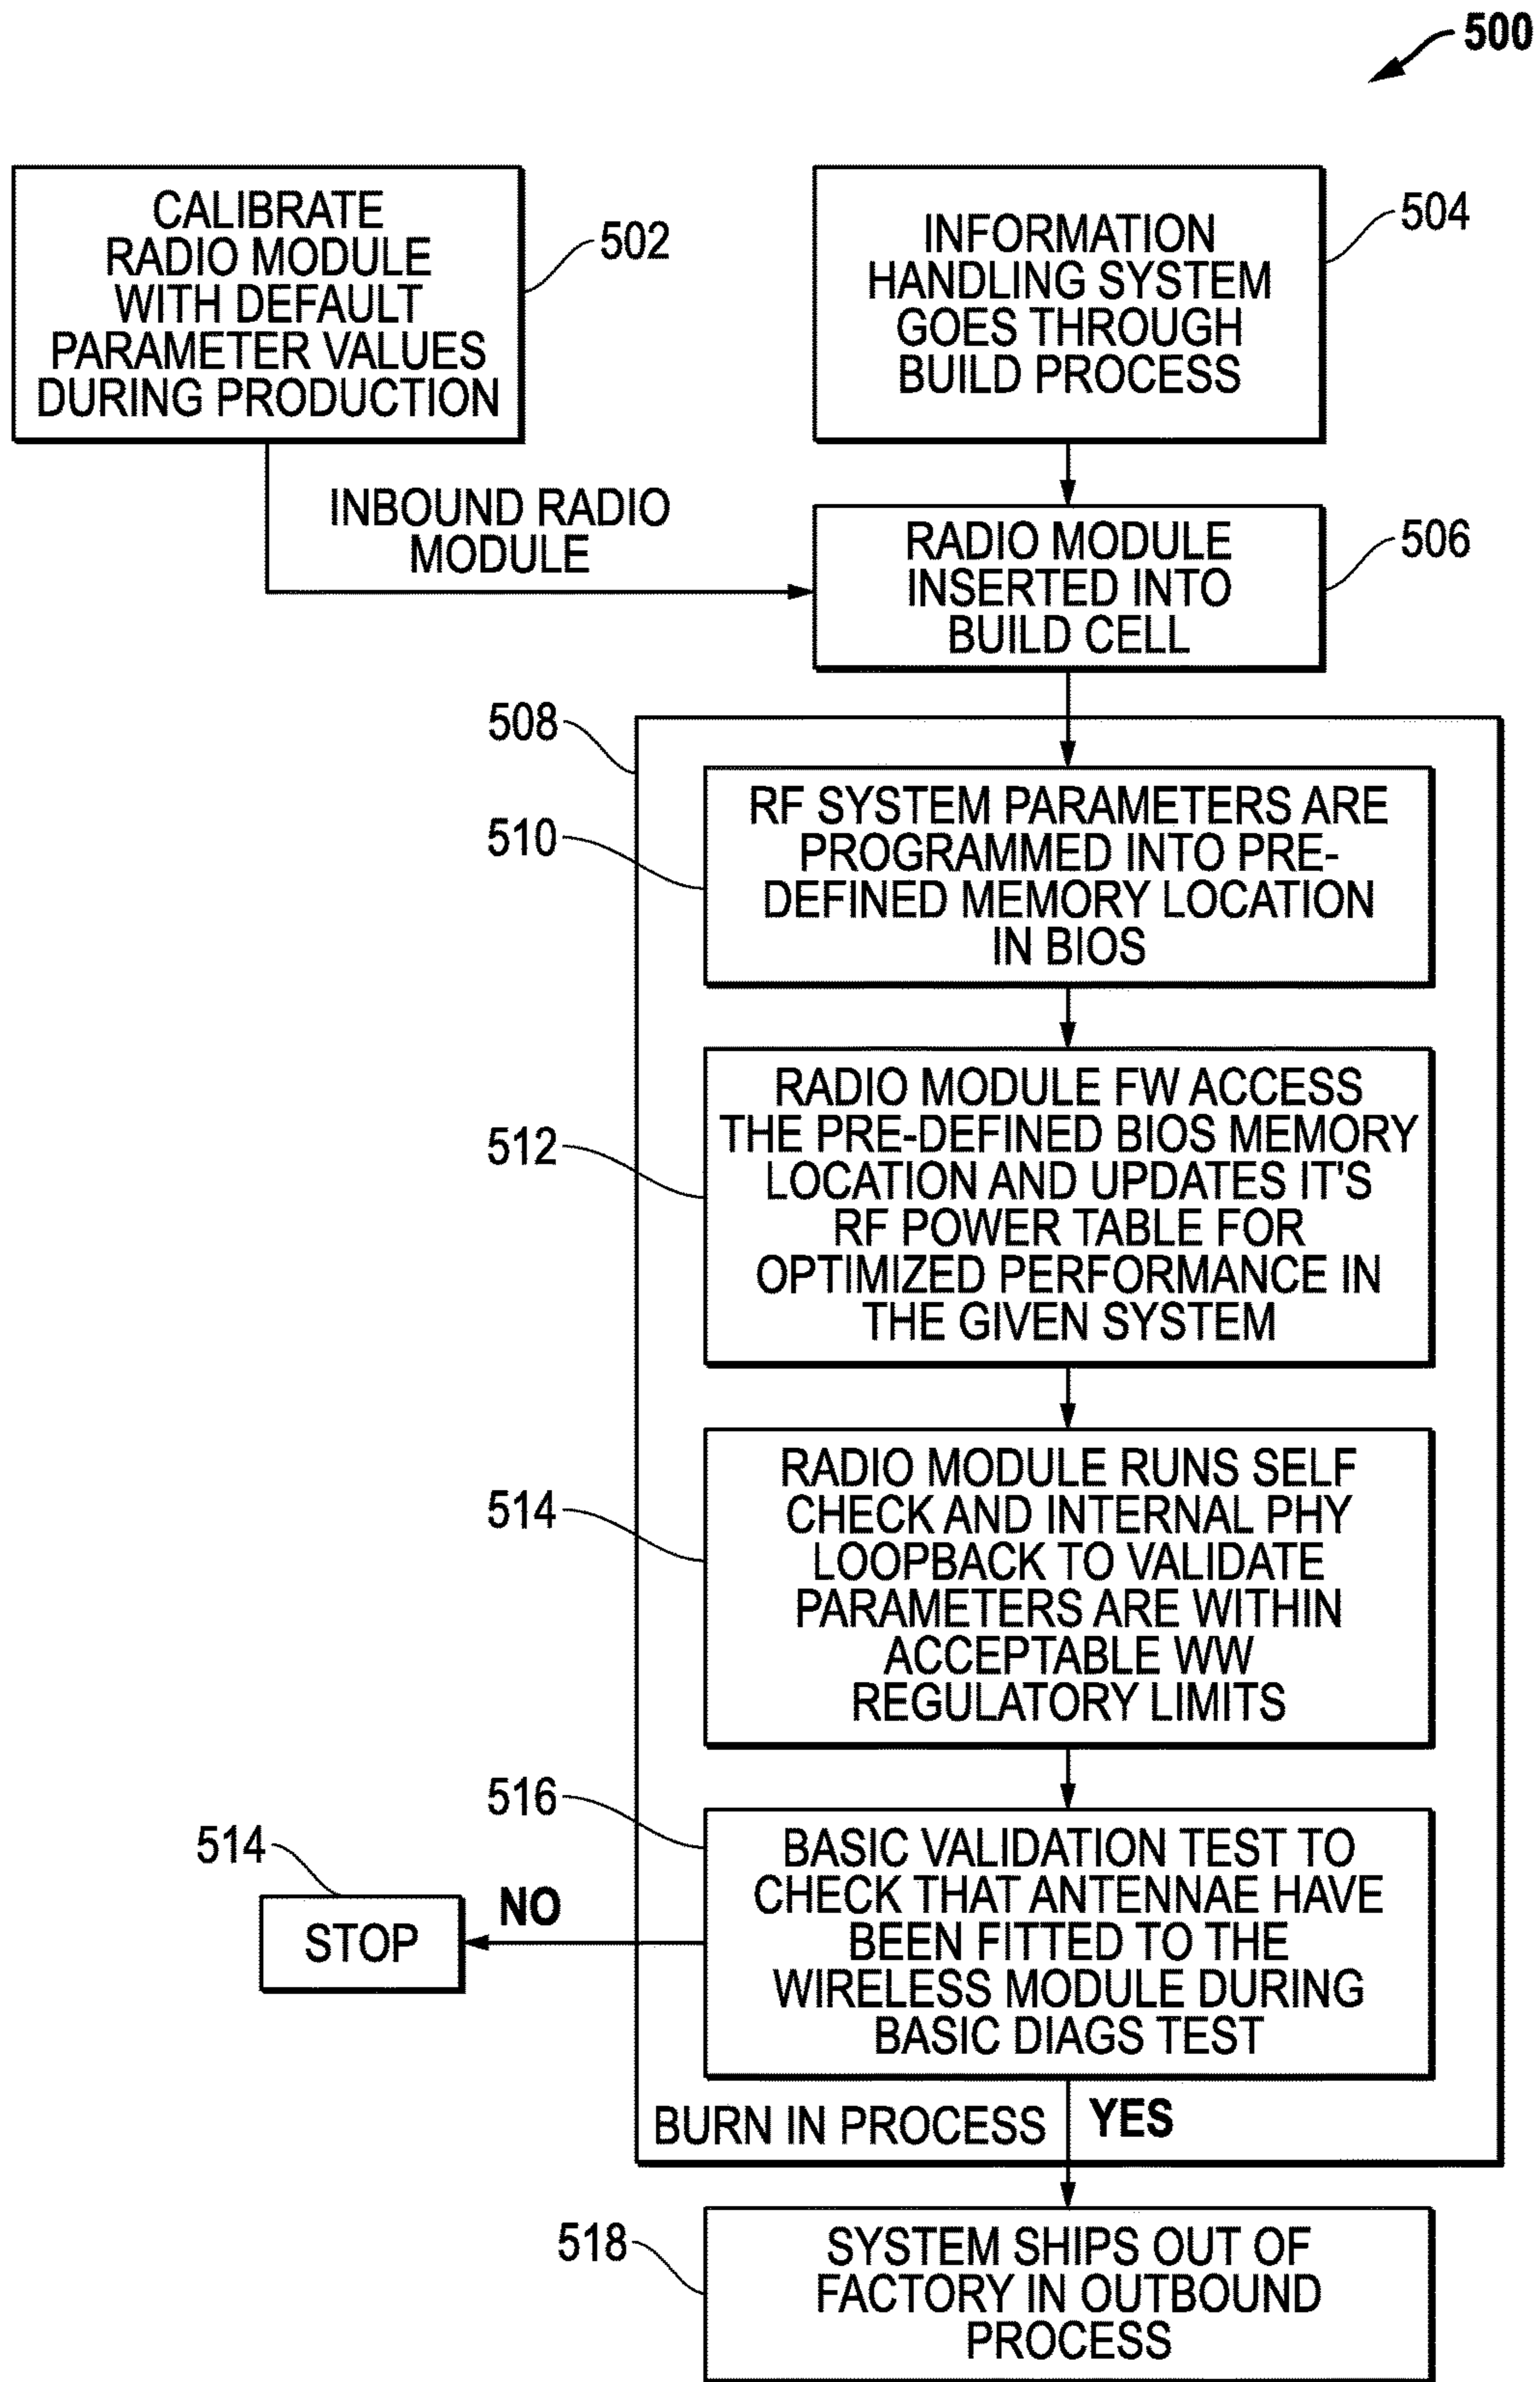 500
CALIBRATE
RADIO MODULE
WITH DEFAULT
PARAMETER VALUES
DURING PRODUCTION
502
INFORMATION
HANDLING SYSTEM
GOES THROUGH
BUILD PROCESS
504
INBOUND RADIO
MODULE
RADIO MODULE
INSERTED INTO
BUILD CELL
506
508
510
RF SYSTEM PARAMETERS ARE
PROGRAMMED INTO PRE-
DEFINED MEMORY LOCATION
IN BIOS
512
RADIO MODULE FW ACCESS
THE PRE-DEFINED BIOS MEMORY
LOCATION AND UPDATES IT'S
RF POWER TABLE FOR
OPTIMIZED PERFORMANCE IN
THE GIVEN SYSTEM
514
RADIO MODULE RUNS SELF
CHECK AND INTERNAL PHY
LOOPBACK TO VALIDATE
PARAMETERS ARE WITHIN
ACCEPTABLE WW
REGULATORY LIMITS
516
BASIC VALIDATION TEST TO
CHECK THAT ANTENNAE HAVE
BEEN FITTED TO THE
WIRELESS MODULE DURING
BASIC DIAGS TEST
514
STOP
NO
BURN IN PROCESS
YES
518
SYSTEM SHIPS OUT OF
FACTORY IN OUTBOUND
PROCESS